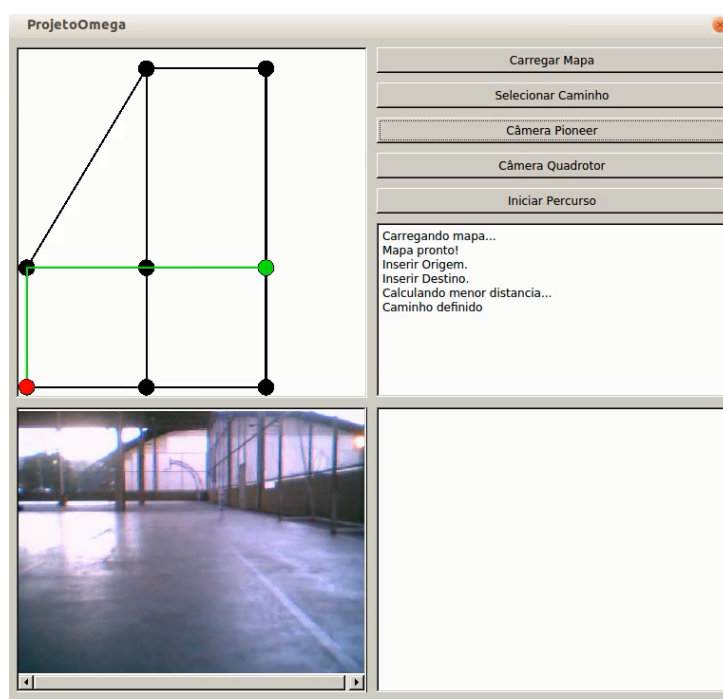 ProjetoOmega
Carregar Mapa
Selecionar Caminho
Câmera Pioneer
Câmera Quadrotor
Iniciar Percurso
Carregando mapa...
Mapa pronto!
Inserir Origem.
Inserir Destino.
Calculando menor distancia...
Caminho definido